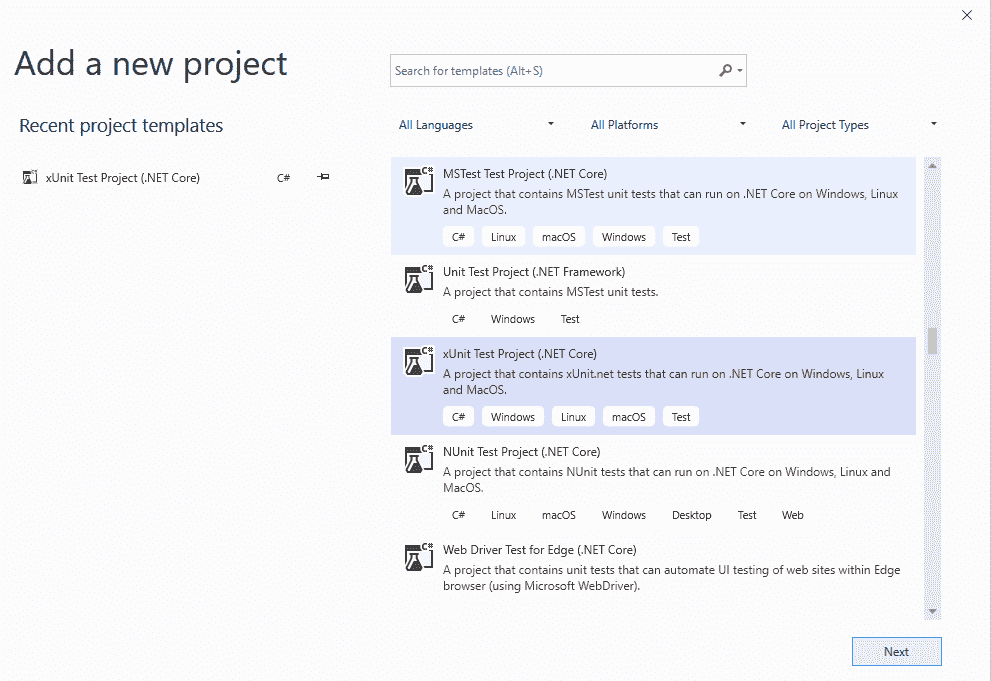 Add a new project
Search for templates (Alt+S)
Recent project templates
All Languages
All Platforms
All Project Types
xUnit Test Project (.NET Core)
C#
C#
MSTest Test Project (.NET Core)
A project that contains MSTest unit tests that can run on .NET Core on Windows, Linux
and MacOS.
C# Linux macOS Windows Test
C#
Unit Test Project (.NET Framework)
A project that contains MSTest unit tests.
C# Windows Test
C#
xUnit Test Project (.NET Core)
A project that contains xUnit.net tests that can run on .NET Core on Windows, Linux
and MacOS.
C# Windows Linux macOS Test
C#
NUnit Test Project (.NET Core)
A project that contains NUnit tests that can run on .NET Core on Windows, Linux and
MacOS.
C# Linux macOS Windows Desktop Test Web
C#
Web Driver Test for Edge (.NET Core)
A project that contains unit tests that can automate UI testing of web sites within Edge
browser (using Microsoft WebDriver).
Next